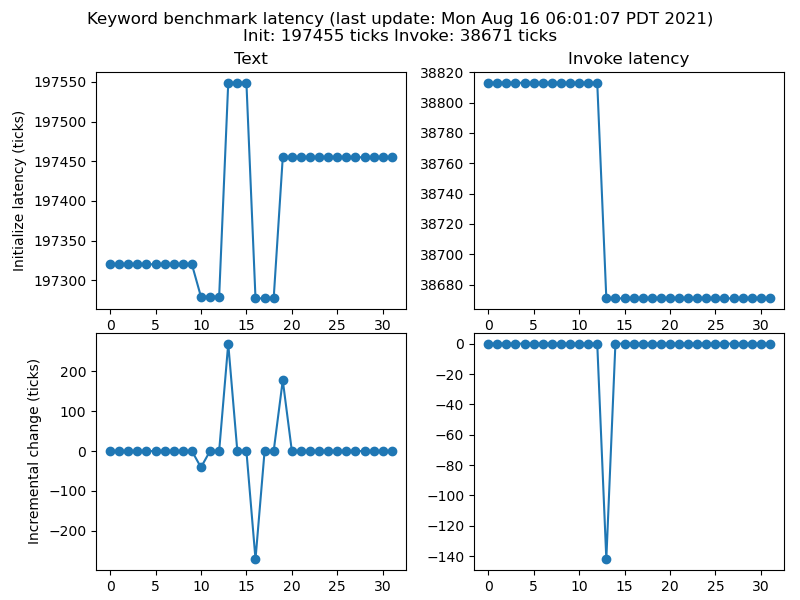 Keyword benchmark latency (last update: Mon Aug 16 06:01:07 PDT 2021)
Init: 197455 ticks Invoke: 38671 ticks
Text
Invoke latency
Initialize latency (ticks)
197550
197500
197450
197400
197350
197300
0 5 10 15 20 25 30
38820
38800
38780
38760
38740
38720
38700
38680
0 5 10 15 20 25 30
Incremental change (ticks)
200
100
0
−100
−200
0 5 10 15 20 25 30
0
−20
−40
−60
−80
−100
−120
−140
0 5 10 15 20 25 30